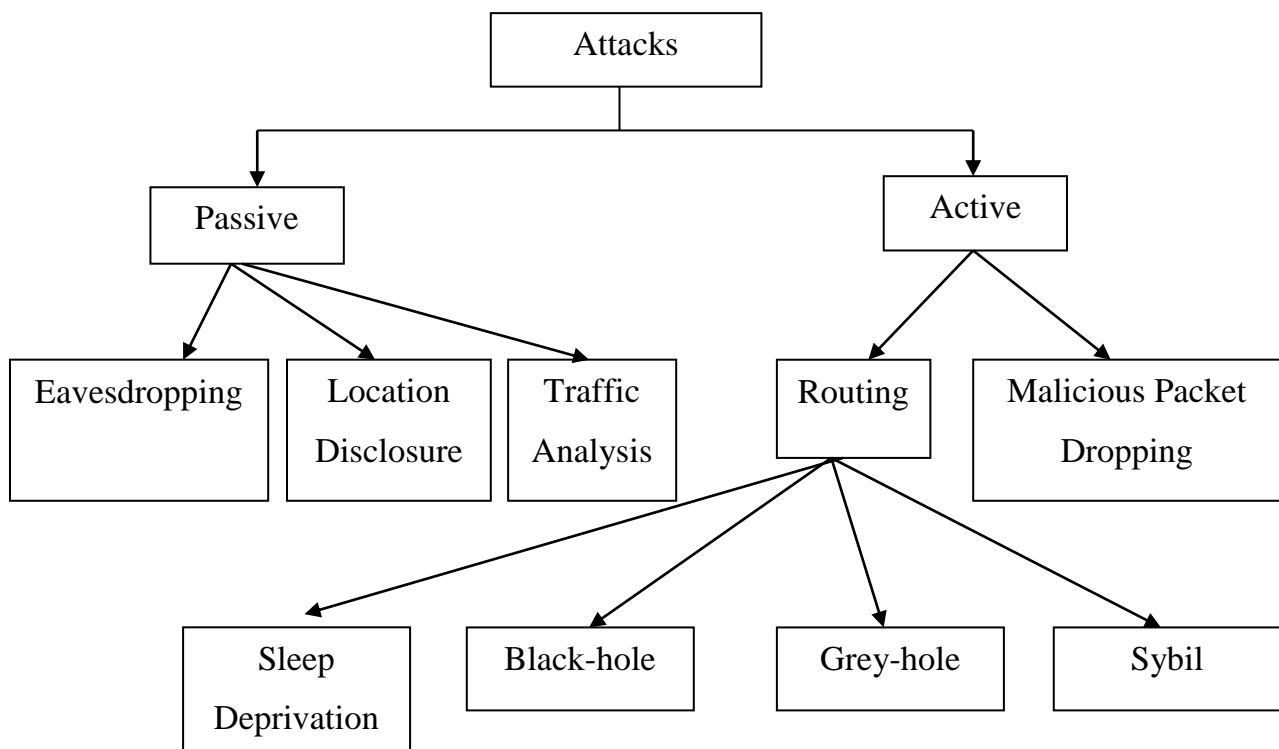 Attacks
Passive
Active
Eavesdropping
Location
Disclosure
Traffic
Analysis
Routing
Malicious Packet
Dropping
Sleep
Deprivation
Black-hole
Grey-hole
Sybil